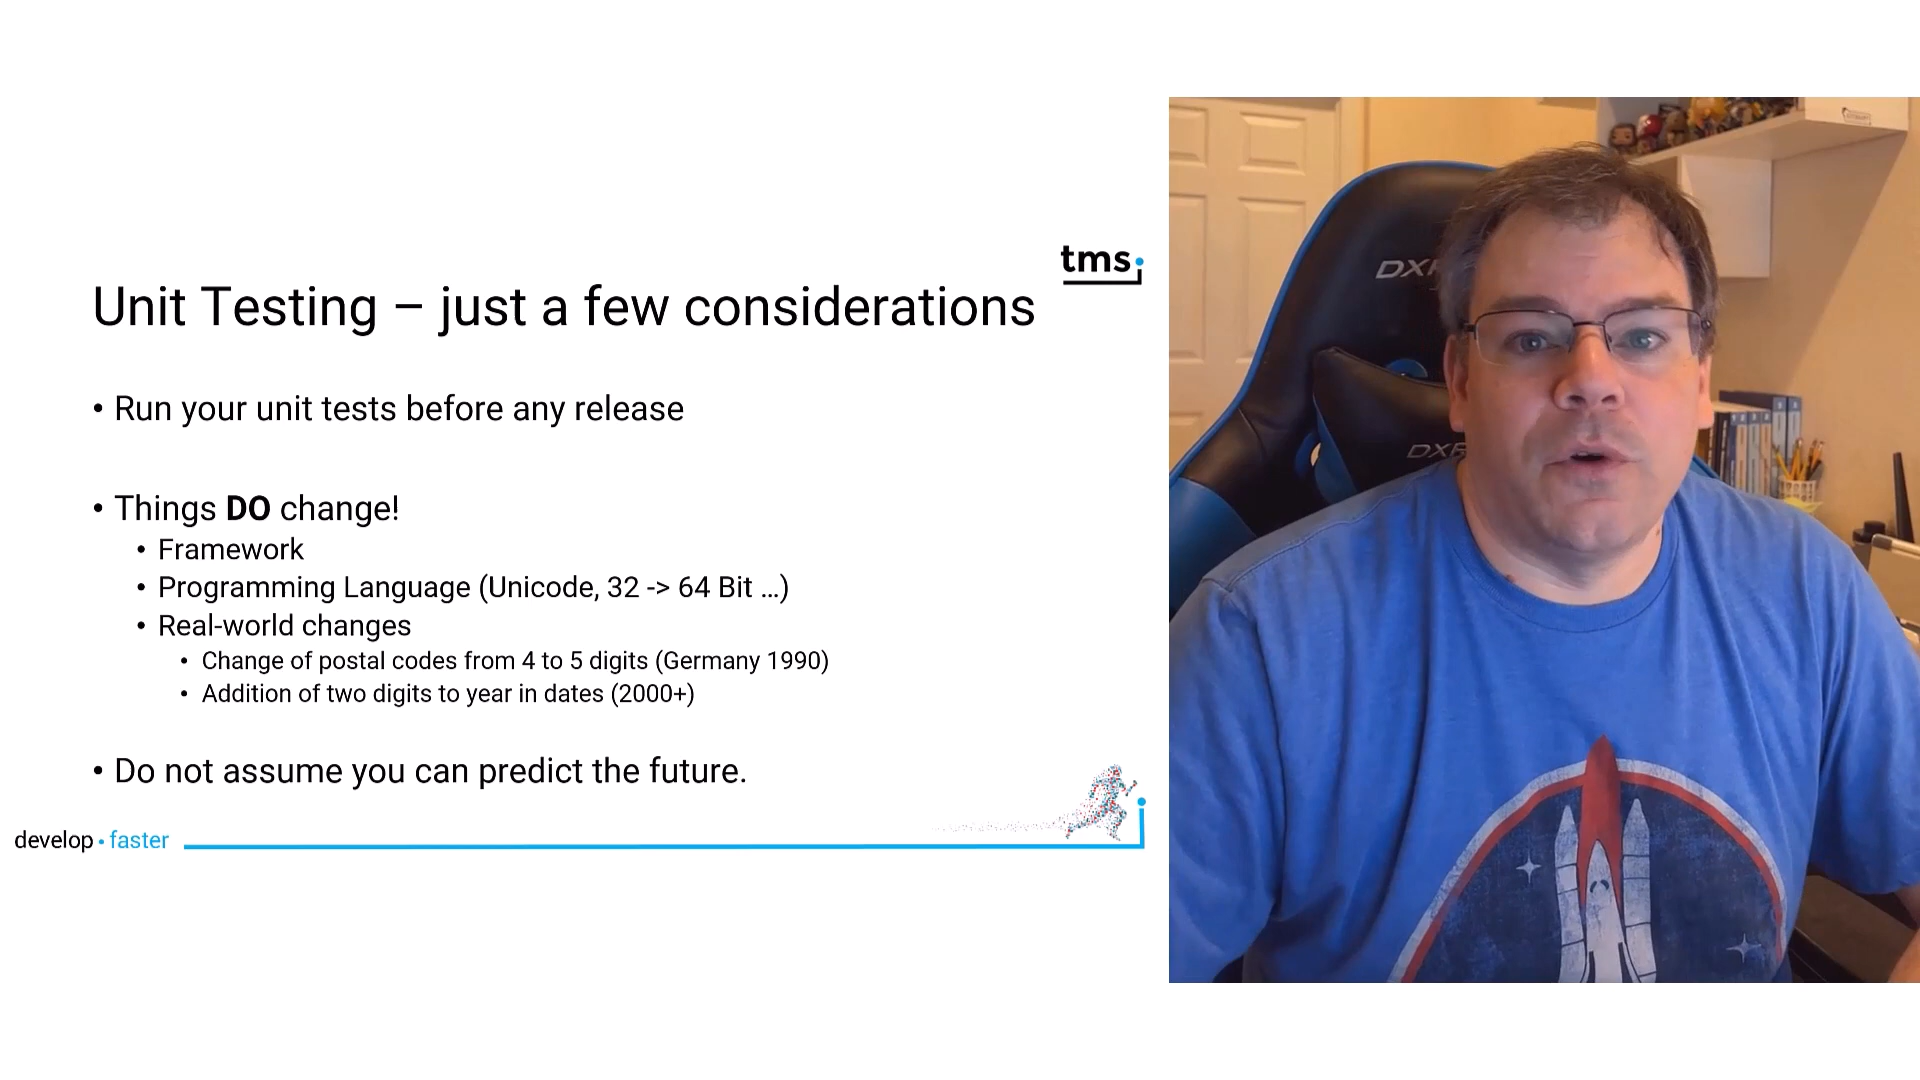 tms
Unit Testing – just a few considerations
• Run your unit tests before any release
• Things DO change!
• Framework
• Programming Language (Unicode, 32 -> 64 Bit ...)
• Real-world changes
• Change of postal codes from 4 to 5 digits (Germany 1990)
• Addition of two digits to year in dates (2000+)
• Do not assume you can predict the future.
develop • faster